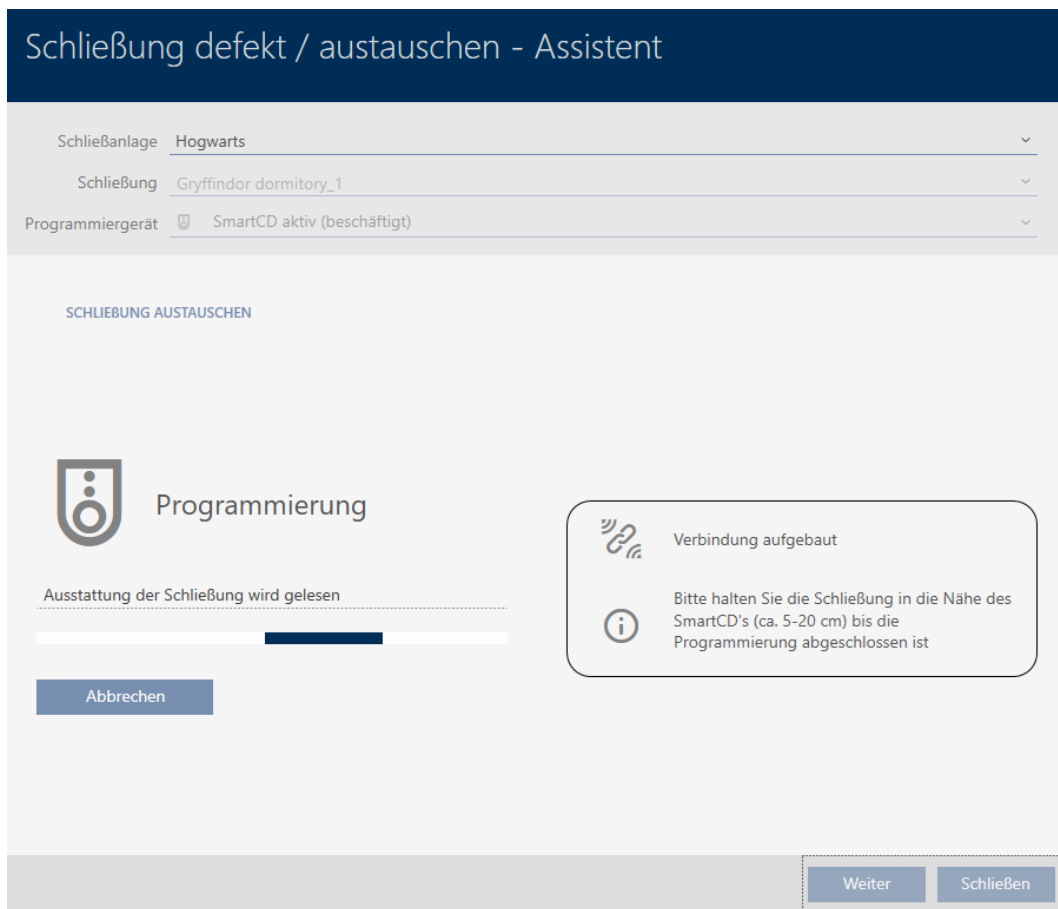 Schließung defekt / austauschen - Assistent
Schließanlage Hogwarts
Schließung Gryffindor dormitory_1
Programmiergerät SmartCD aktiv (beschäftigt)
SCHLIEßUNG AUSTAUSCHEN
Programmierung
Ausstattung der Schließung wird gelesen
Abbrechen
Verbindung aufgebaut
Bitte halten Sie die Schließung in die Nähe des
SmartCD's (ca. 5-20 cm) bis die
Programmierung abgeschlossen ist
Weiter Schließen